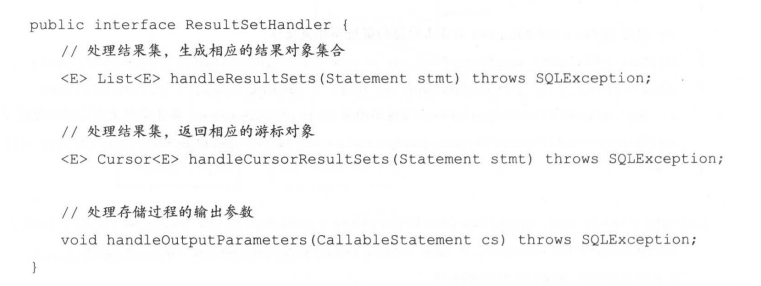 public interface ResultSetHandler {
// 处理结果集，生成相应的结果对象集合
<E> List<E> handleResultSets(Statement stmt) throws SQLException;
// 处理结果集，返回相应的游标对象
<E> Cursor<E> handleCursorResultSets(Statement stmt) throws SQLException;
// 处理存储过程的输出参数
void handleOutputParameters(CallableStatement cs) throws SQLException;
}